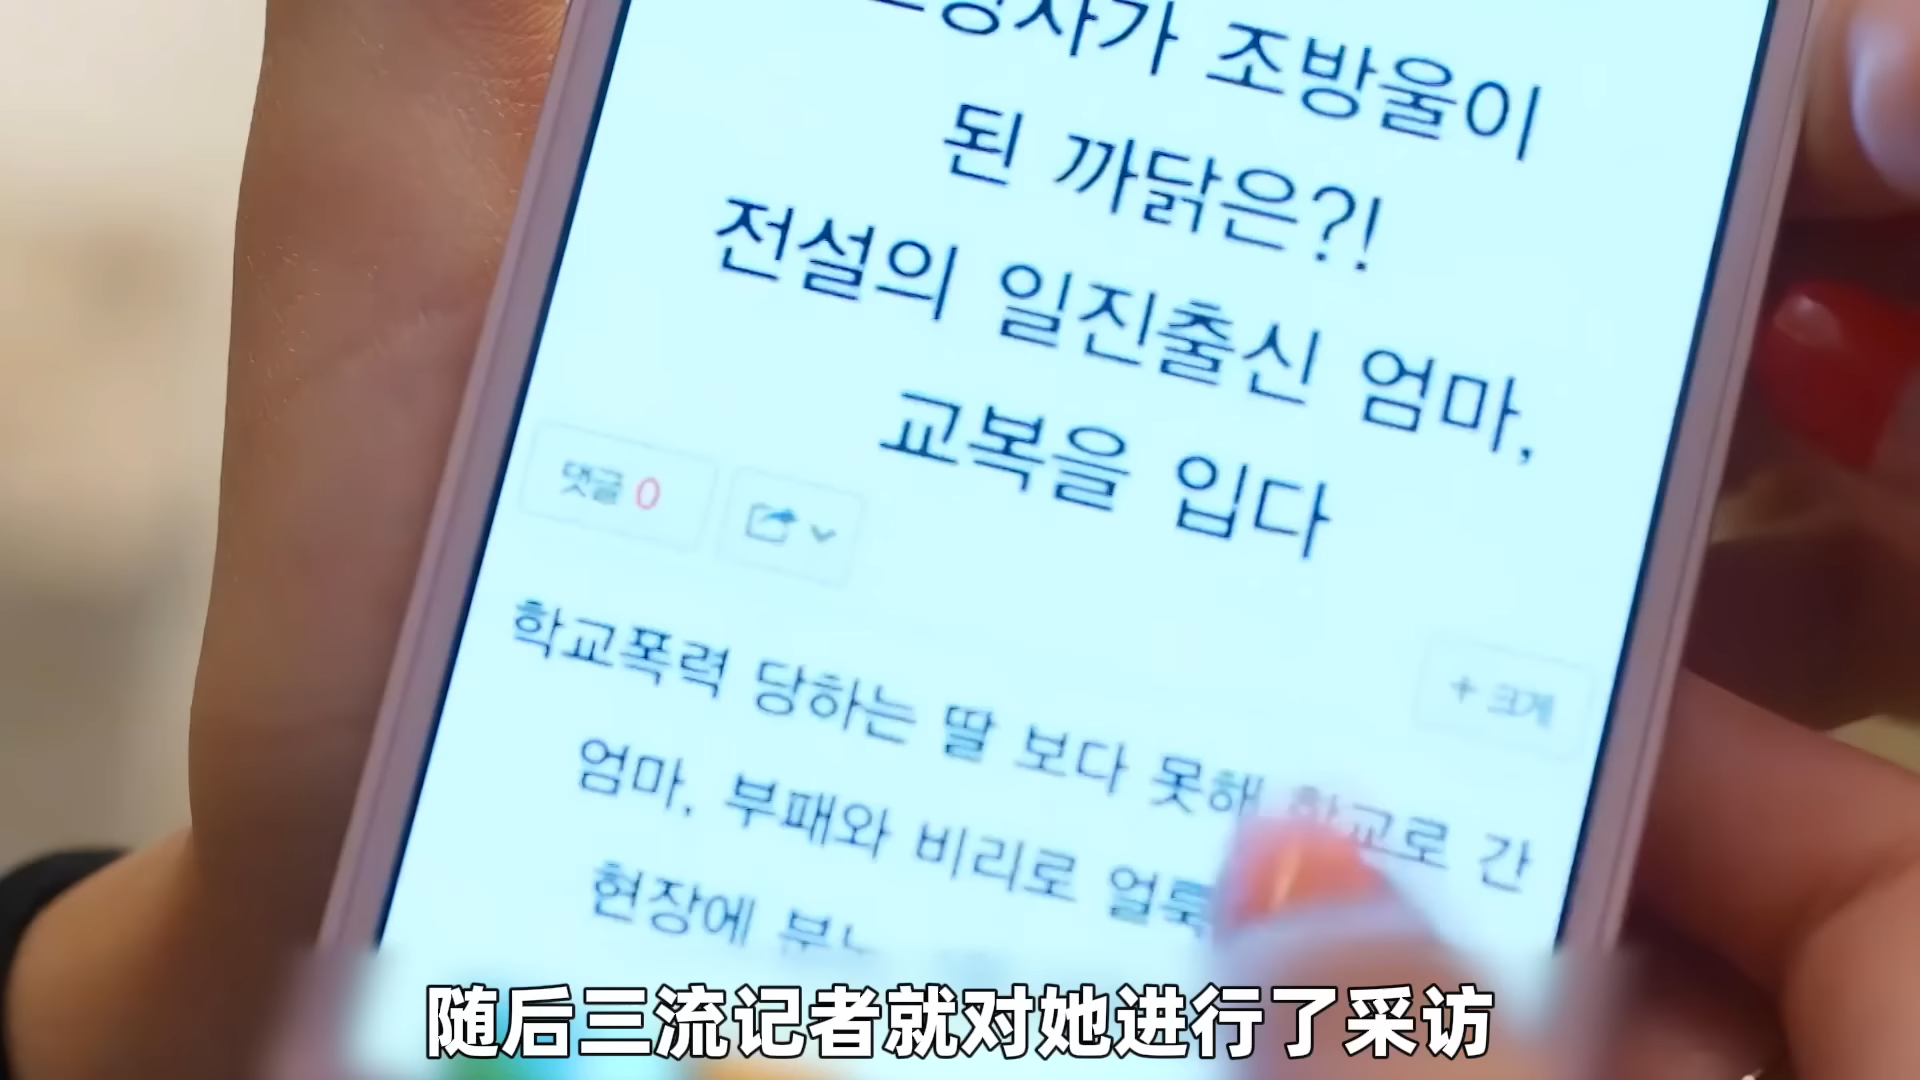 조방울이
된 까닭은?!
전설의 일진출신 엄마,
교복을 입다
댓글 0
+ 크게
학교폭력 당하는 딸 보다 못해 학교로 간
엄마, 부패와 비리로
현장에
随后三流记者就对她进行了采访